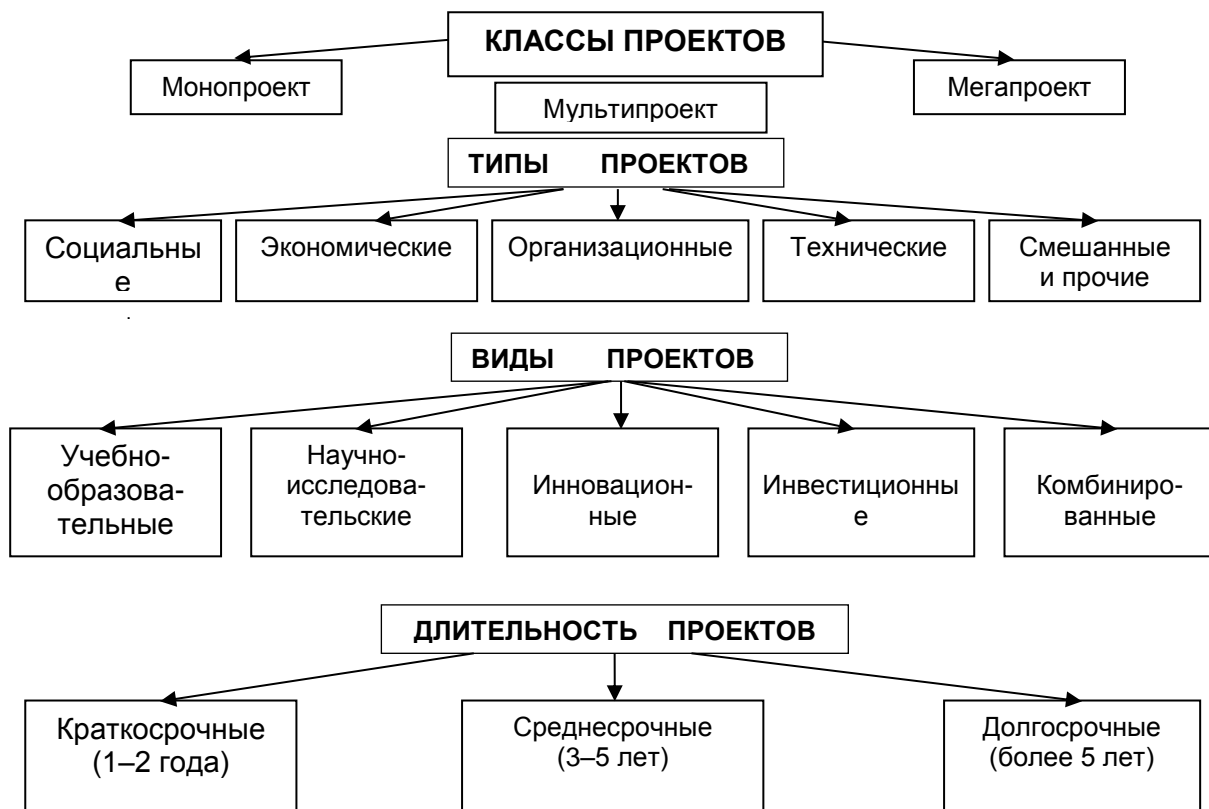 КЛАССЫ ПРОЕКТОВ
Монопроект
Мегапроект
Мультипроект
ТИПЫ ПРОЕКТОВ
Социальны
е
Экономические
Организационные
Технические
Смешанные
и прочие
.
ВИДЫ ПРОЕКТОВ
Учебно-
образова-
тельные
Научно-
исследова-
тельские
Инновацион-
ные
Инвестиционны
е
Комбиниро-
ванные
ДЛИТЕЛЬНОСТЬ ПРОЕКТОВ
Краткосрочные
(1–2 года)
Среднесрочные
(3–5 лет)
Долгосрочные
(более 5 лет)